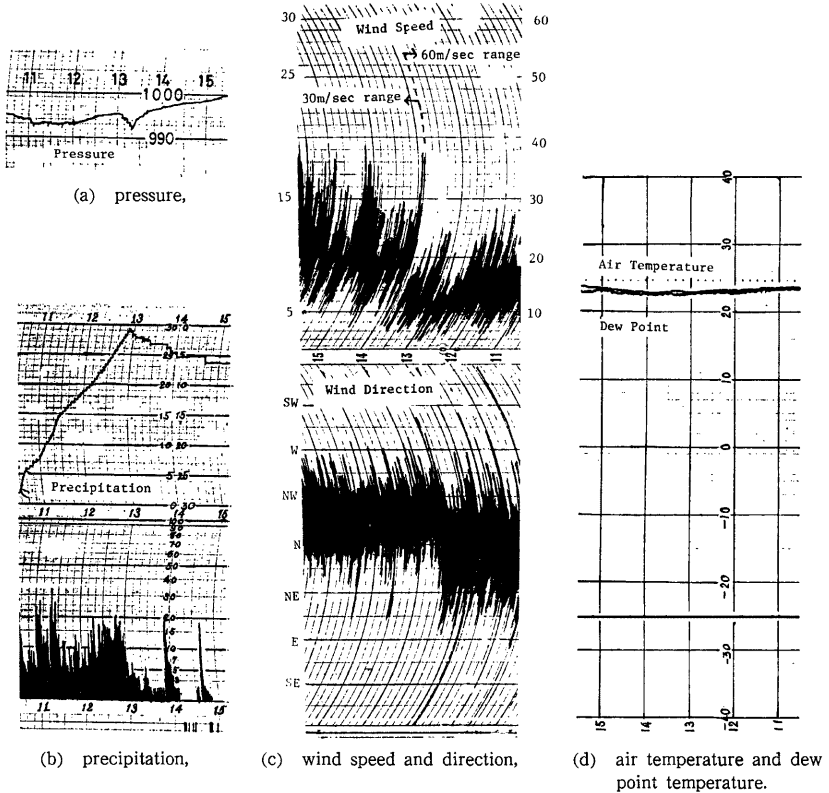 11 12 13 14 15
1000
990
Pressure
(a) pressure,
11 12 13 14 15
Precipitation
11 12 13 14 15
11 12 13 14 15
(b) precipitation,
30 60
Wind Speed
60m/sec range
25 50
30m/sec range
40
15 30
20
5 10
15 14 13 12 11
Wind Direction
SW
W
NW
N
NE
E
SE
(c) wind speed and direction,
40
30
Air Temperature
20
Dew Point
10
0
-10
-20
-30
-40
15 14 13 12 11
(d) air temperature and dew
point temperature.